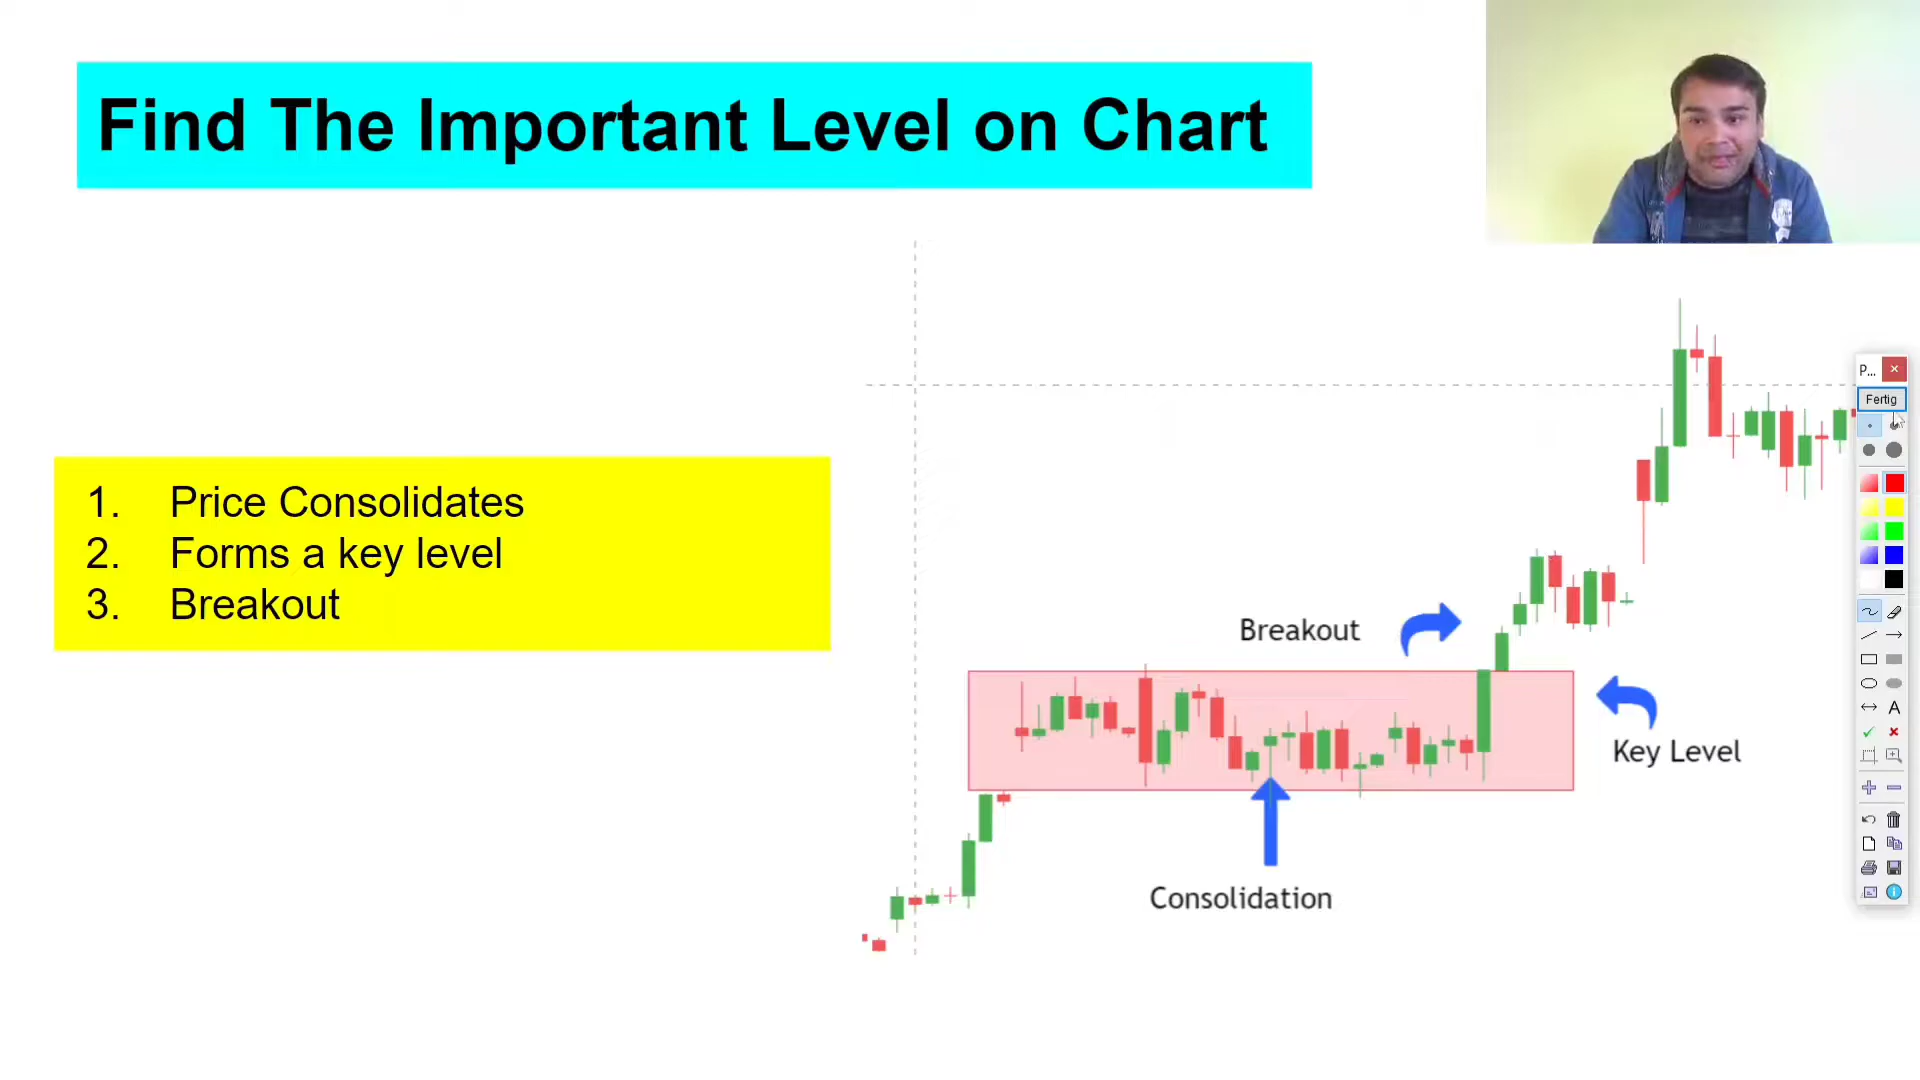 Find The Important Level on Chart
P...
Fertig
1. Price Consolidates
2. Forms a key level
3. Breakout
Breakout
Key Level
A
Consolidation